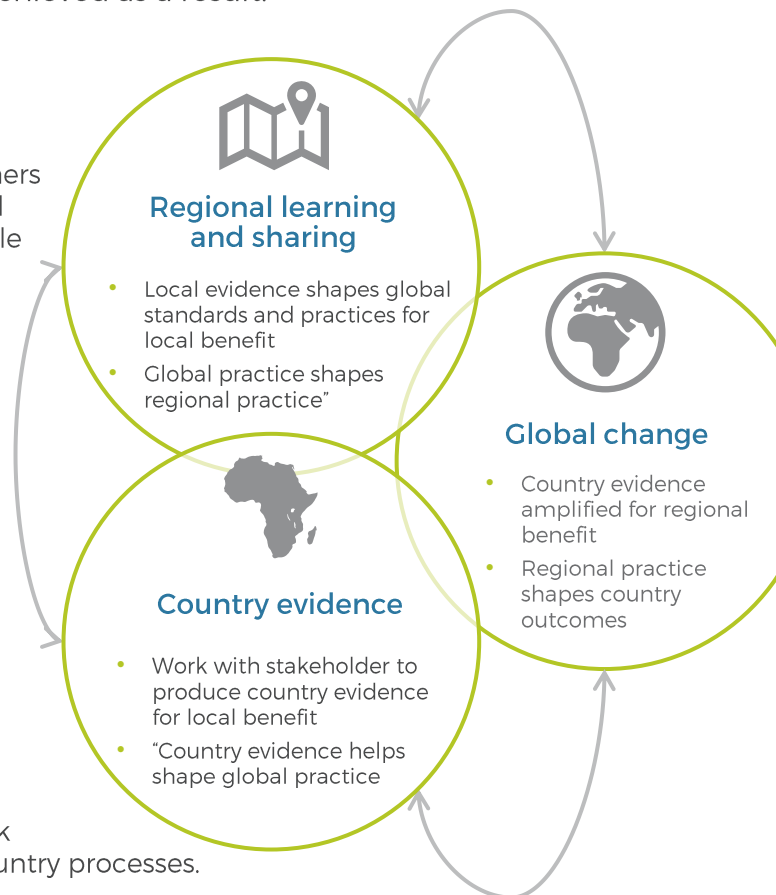 as a result.
Regional learning
and sharing
• Local evidence shapes global
standards and practices for
local benefit
• Global practice shapes
regional practice”
Global change
• Country evidence
amplified for regional
benefit
• Regional practice
shapes country
outcomes
Country evidence
• Work with stakeholder to
produce country evidence
for local benefit
• “Country evidence helps
shape global practice
processes.